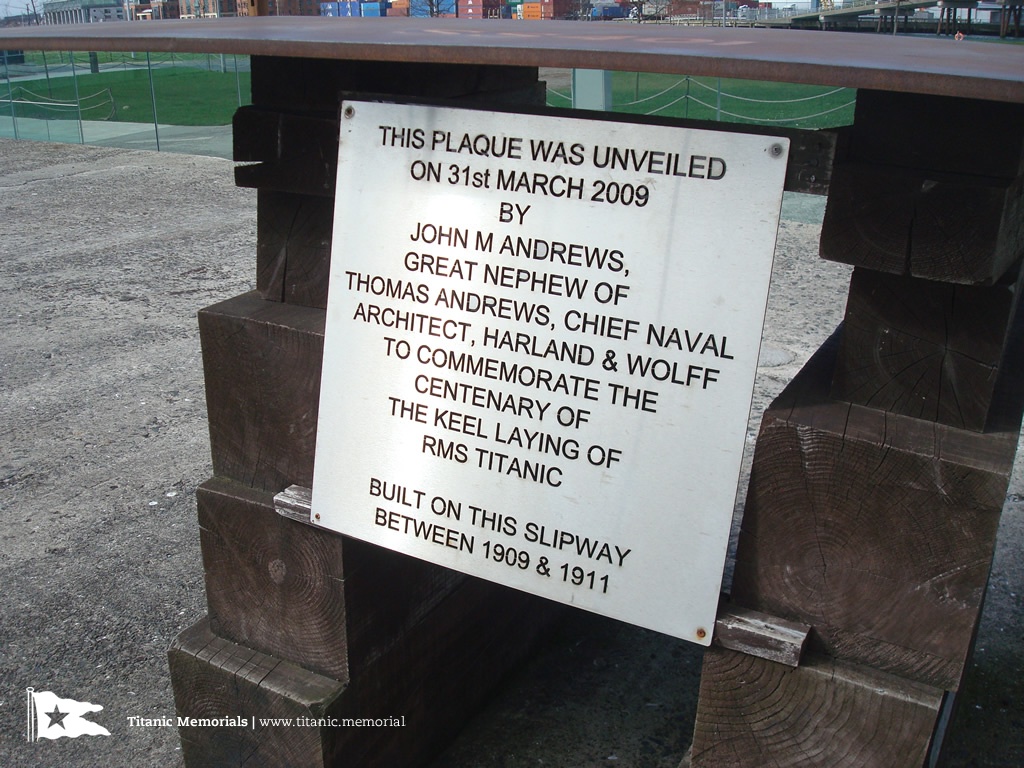 THIS PLAQUE WAS UNVEILED
ON 31st MARCH 2009
BY
JOHN M ANDREWS,
GREAT NEPHEW OF
THOMAS ANDREWS, CHIEF NAVAL
ARCHITECT, HARLAND & WOLFF
TO COMMEMORATE THE
CENTENARY OF
THE KEEL LAYING OF
RMS TITANIC
BUILT ON THIS SLIPWAY
BETWEEN 1909 & 1911
Titanic Memorials | www.titanic.memorial